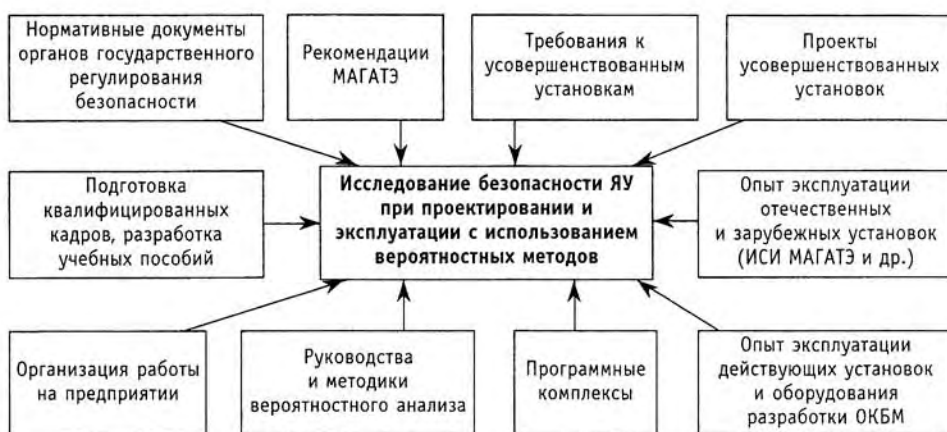 Нормативные документы
органов государственного
регулирования
безопасности
Рекомендации
МАГАТЭ
Требования к
усовершенствованным
установкам
Проекты
усовершенствованных
установок
Подготовка
квалифицированных
кадров, разработка
учебных пособий
Исследование безопасности ЯУ
при проектировании и
эксплуатации с использованием
вероятностных методов
Опыт эксплуатации
отечественных
и зарубежных установок
(ИСИ МАГАТЭ и др.)
Организация работы
на предприятии
Руководства
и методики
вероятностного анализа
Программные
комплексы
Опыт эксплуатации
действующих установок
и оборудования
разработки ОКБМ